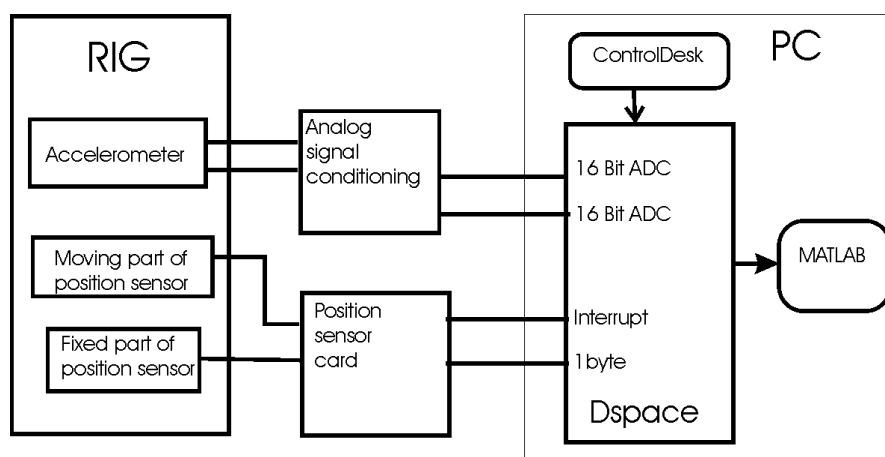 RIG
Accelerometer
Moving part of
position sensor
Fixed part of
position sensor
Analog
signal
conditioning
Position
sensor
card
PC
ControlDesk
16 Bit ADC
16 Bit ADC
Interrupt
1byte
Dspace
MATLAB